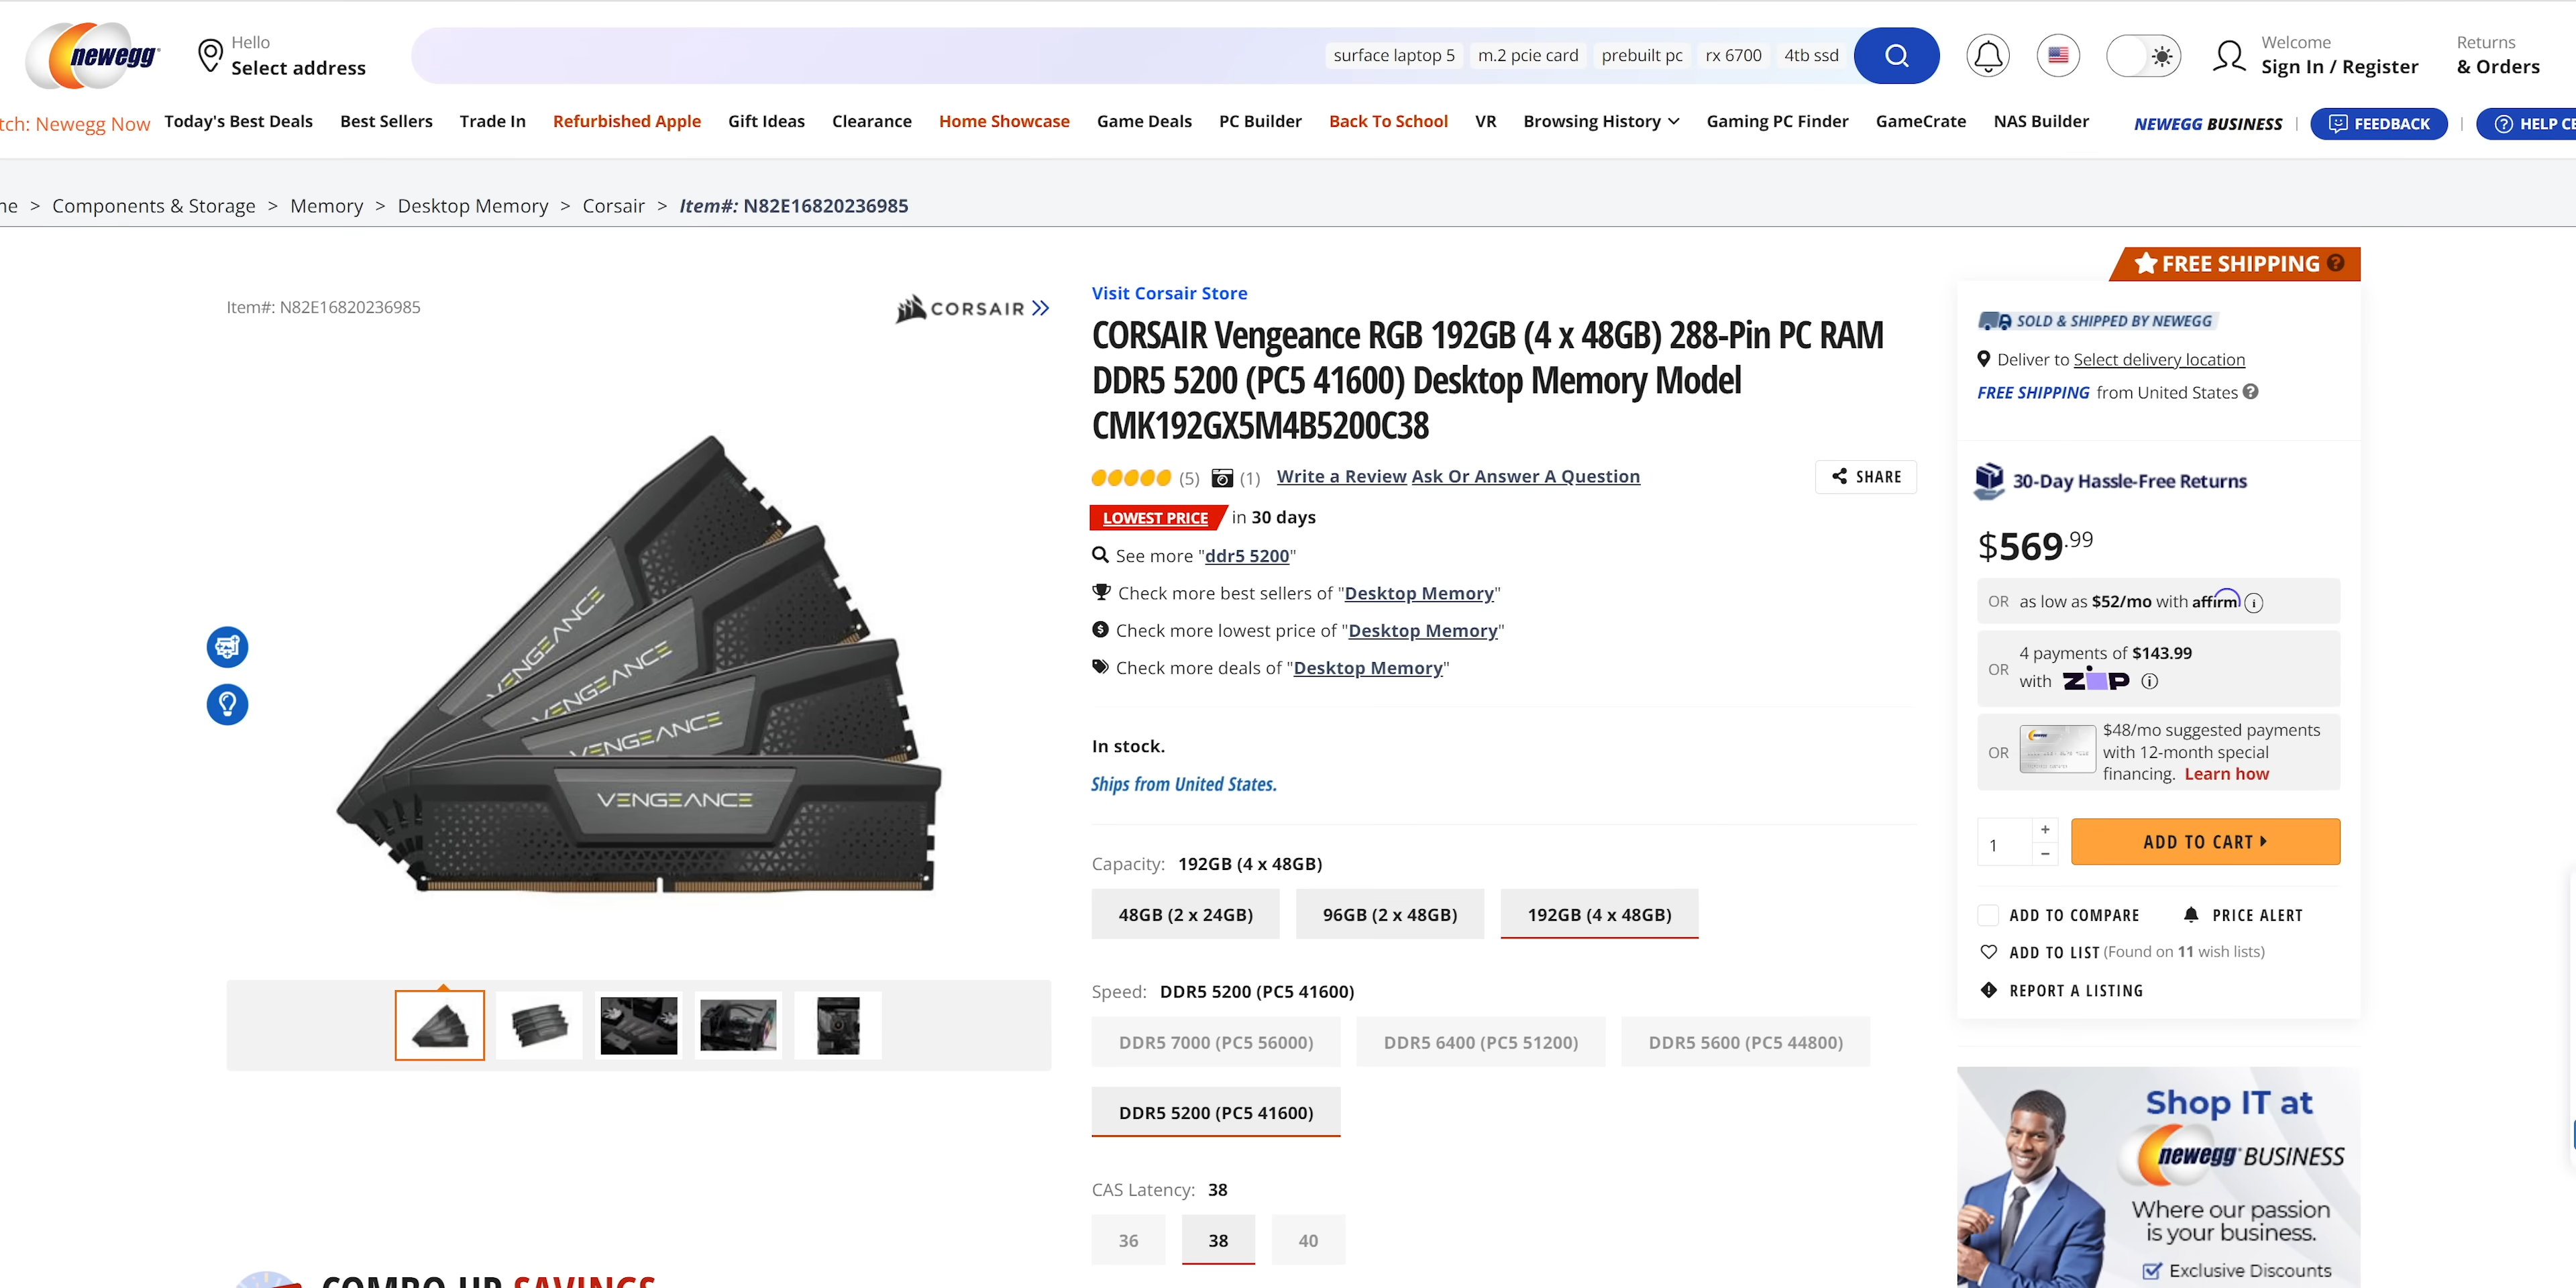 newegg
Hello
Select address
surface laptop 5
m.2 pcie card
prebuilt pc
rx 6700
4tb ssd
Welcome
Sign In / Register
Returns
& Orders
tch: Newegg Now
Today's Best Deals
Best Sellers
Trade In
Refurbished Apple
Gift Ideas
Clearance
Home Showcase
Game Deals
PC Builder
Back To School
VR
Browsing History
Gaming PC Finder
GameCrate
NAS Builder
NEWEGG BUSINESS
FEEDBACK
HELP CE
ne > Components & Storage > Memory > Desktop Memory > Corsair > Item#: N82E16820236985
Item#: N82E16820236985
CORSAIR
VENGEANCE
VENGEANCE
VENGEANCE
VENGEANCE
Visit Corsair Store
CORSAIR Vengeance RGB 192GB (4 x 48GB) 288-Pin PC RAM
DDR5 5200 (PC5 41600) Desktop Memory Model
CMK192GX5M4B5200C38
(5) (1) Write a Review Ask Or Answer A Question
SHARE
LOWEST PRICE in 30 days
See more "ddr5 5200"
Check more best sellers of "Desktop Memory"
Check more lowest price of "Desktop Memory"
Check more deals of "Desktop Memory"
In stock.
Ships from United States.
Capacity: 192GB (4 x 48GB)
48GB (2 x 24GB)
96GB (2 x 48GB)
192GB (4 x 48GB)
Speed: DDR5 5200 (PC5 41600)
DDR5 7000 (PC5 56000)
DDR5 6400 (PC5 51200)
DDR5 5600 (PC5 44800)
DDR5 5200 (PC5 41600)
CAS Latency: 38
36
38
40
COMBO UP SAVINGS
FREE SHIPPING ?
SOLD & SHIPPED BY NEWEGG
Deliver to Select delivery location
FREE SHIPPING from United States ?
30-Day Hassle-Free Returns
$569.99
OR as low as $52/mo with affirm
OR 4 payments of $143.99
with ZIP
OR $48/mo suggested payments
with 12-month special
financing. Learn how
1
+
-
ADD TO CART
ADD TO COMPARE
PRICE ALERT
ADD TO LIST (Found on 11 wish lists)
REPORT A LISTING
Shop IT at
newegg BUSINESS
Where our passion
is your business.
Exclusive Discounts